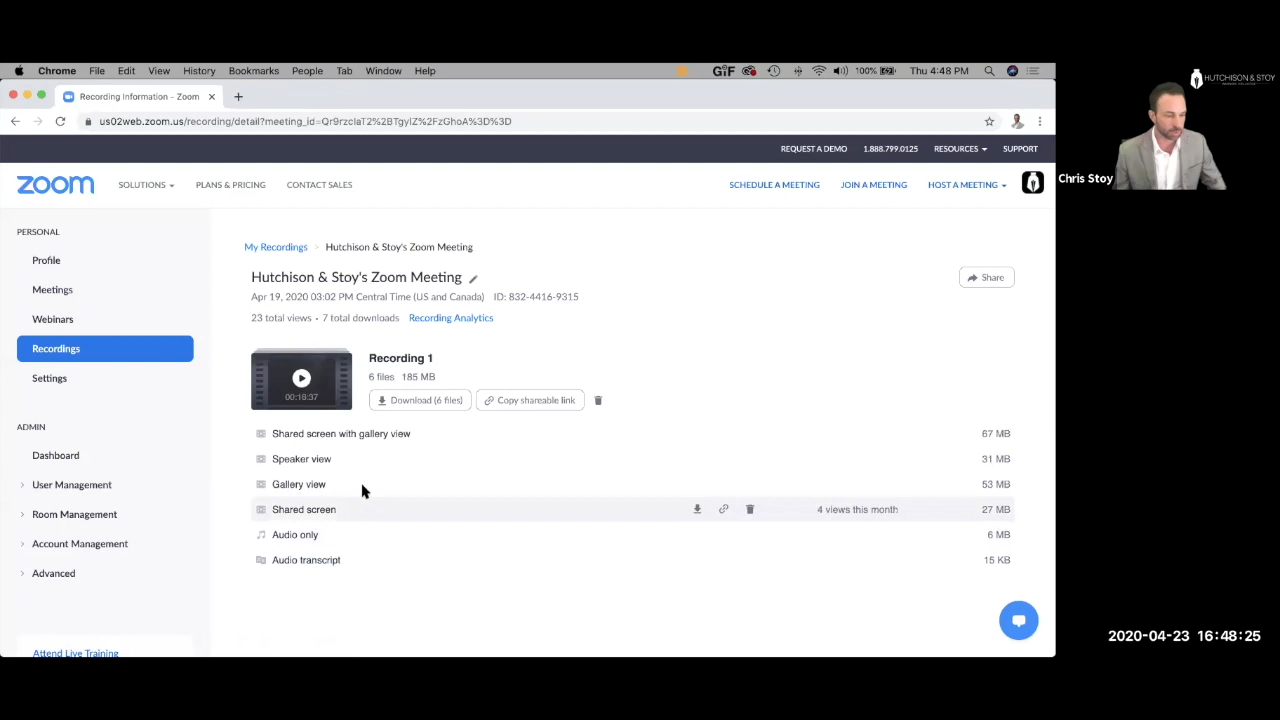 Chrome File Edit View History Bookmarks People Tab Window Help GIF 100% Thu 4:48 PM
Recording Information - Zoom
us02web.zoom.us/recording/detail?meeting_id=Qr9rzcIaT2%2BTgyIZ%2FzGhoA%3D%3D
HUTCHISON & STOY
Chris Stoy
REQUEST A DEMO 1.888.799.0125 RESOURCES SUPPORT
zoom SOLUTIONS PLANS & PRICING CONTACT SALES SCHEDULE A MEETING JOIN A MEETING HOST A MEETING
PERSONAL
Profile
Meetings
Webinars
Recordings
Settings
ADMIN
Dashboard
User Management
Room Management
Account Management
Advanced
Attend Live Training
My Recordings > Hutchison & Stoy's Zoom Meeting
Hutchison & Stoy's Zoom Meeting
Share
Apr 19, 2020 03:02 PM Central Time (US and Canada) ID: 832-4416-9315
23 total views • 7 total downloads Recording Analytics
00:16:37
Recording 1
6 files 185 MB
Download (6 files) Copy shareable link
Shared screen with gallery view 67 MB
Speaker view 31 MB
Gallery view 53 MB
Shared screen 4 views this month 27 MB
Audio only 6 MB
Audio transcript 15 KB
2020-04-23 16:48:25